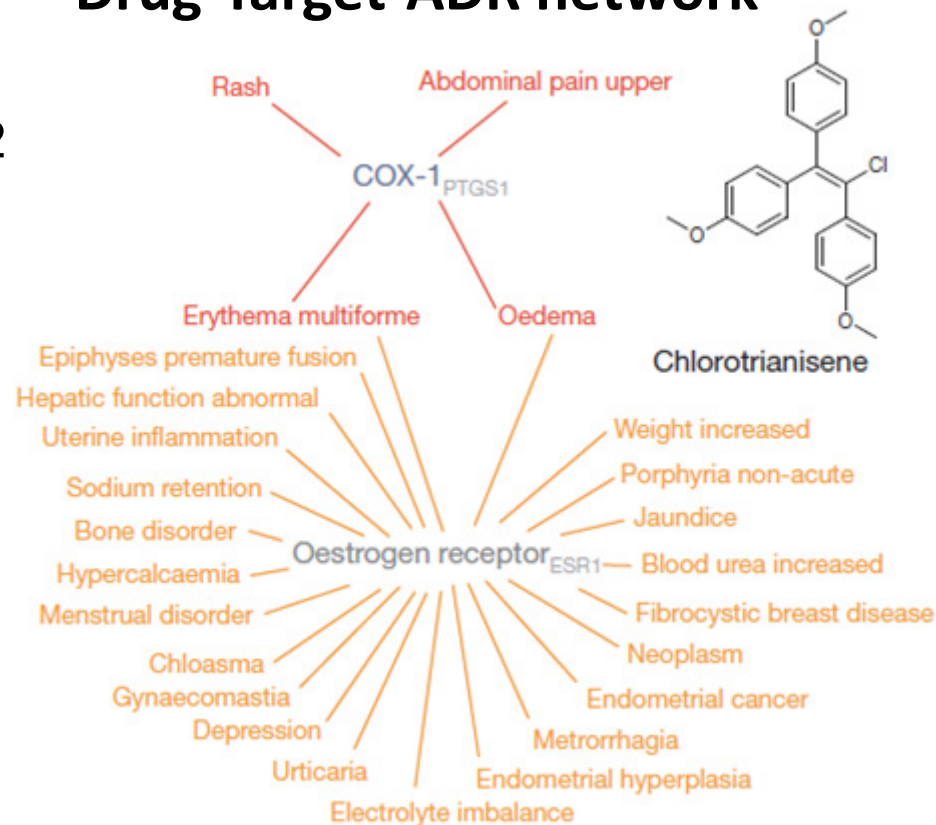 Drug-Target-ADR network
2
Rash
Abdominal pain upper
COX-1PTGS1
Erythema multiforme
Oedema
O
Cl
O
O
Chlorotrianisene
Epiphyses premature fusion
Hepatic function abnormal
Uterine inflammation
Sodium retention
Bone disorder
Hypercalcaemia
Menstrual disorder
Chloasma
Gynaecomastia
Depression
Urticaria
Electrolyte imbalance
Oestrogen receptorESR1
Weight increased
Porphyria non-acute
Jaundice
Blood urea increased
Fibrocystic breast disease
Neoplasm
Endometrial cancer
Metrorrhagia
Endometrial hyperplasia